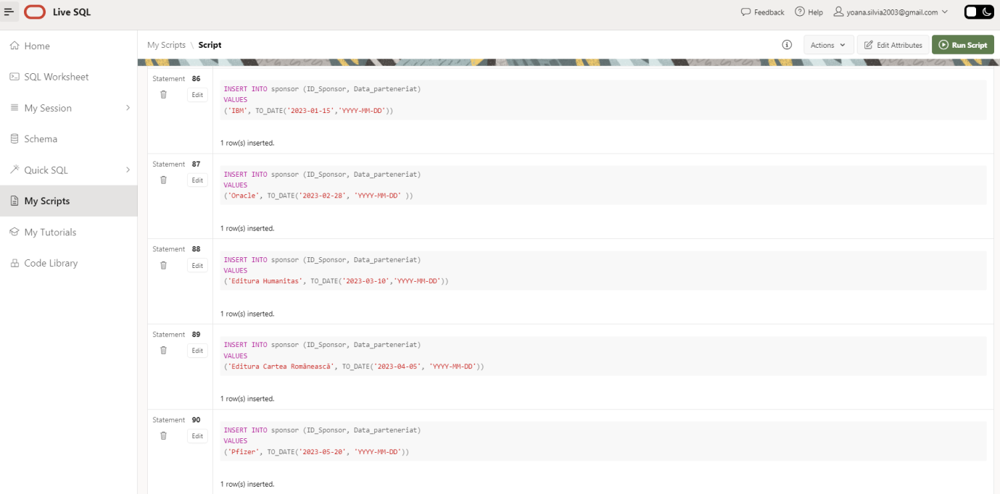 Live SQL
Feedback
Help
yoana.silvia2003@gmail.com
Home
SQL Worksheet
My Session
Schema
Quick SQL
My Scripts
My Tutorials
Code Library
My Scripts \ Script
Actions
Edit Attributes
Run Script
Statement 86
Edit
INSERT INTO sponsor (ID_Sponsor, Data_parteneriat)
VALUES
('IBM', TO_DATE('2023-01-15','YYYY-MM-DD'))
1 row(s) inserted.
Statement 87
Edit
INSERT INTO sponsor (ID_Sponsor, Data_parteneriat)
VALUES
('Oracle', TO_DATE('2023-02-28', 'YYYY-MM-DD' ))
1 row(s) inserted.
Statement 88
Edit
INSERT INTO sponsor (ID_Sponsor, Data_parteneriat)
VALUES
('Editura Humanitas', TO_DATE('2023-03-10','YYYY-MM-DD'))
1 row(s) inserted.
Statement 89
Edit
INSERT INTO sponsor (ID_Sponsor, Data_parteneriat)
VALUES
('Editura Cartea Românească', TO_DATE('2023-04-05', 'YYYY-MM-DD'))
1 row(s) inserted.
Statement 90
Edit
INSERT INTO sponsor (ID_Sponsor, Data_parteneriat)
VALUES
('Pfizer', TO_DATE('2023-05-20', 'YYYY-MM-DD'))
1 row(s) inserted.